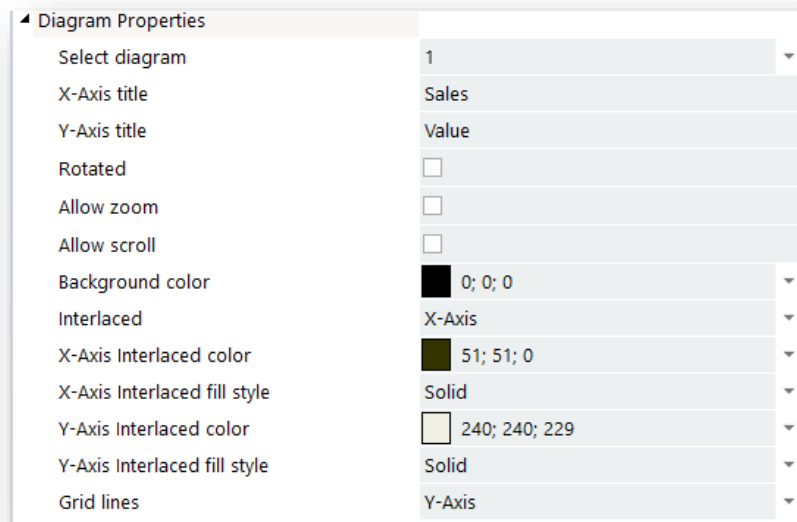 Diagram Properties
Select diagram 1
X-Axis title Sales
Y-Axis title Value
Rotated
Allow zoom
Allow scroll
Background color 0; 0; 0
Interlaced X-Axis
X-Axis Interlaced color 51; 51; 0
X-Axis Interlaced fill style Solid
Y-Axis Interlaced color 240; 240; 229
Y-Axis Interlaced fill style Solid
Grid lines Y-Axis